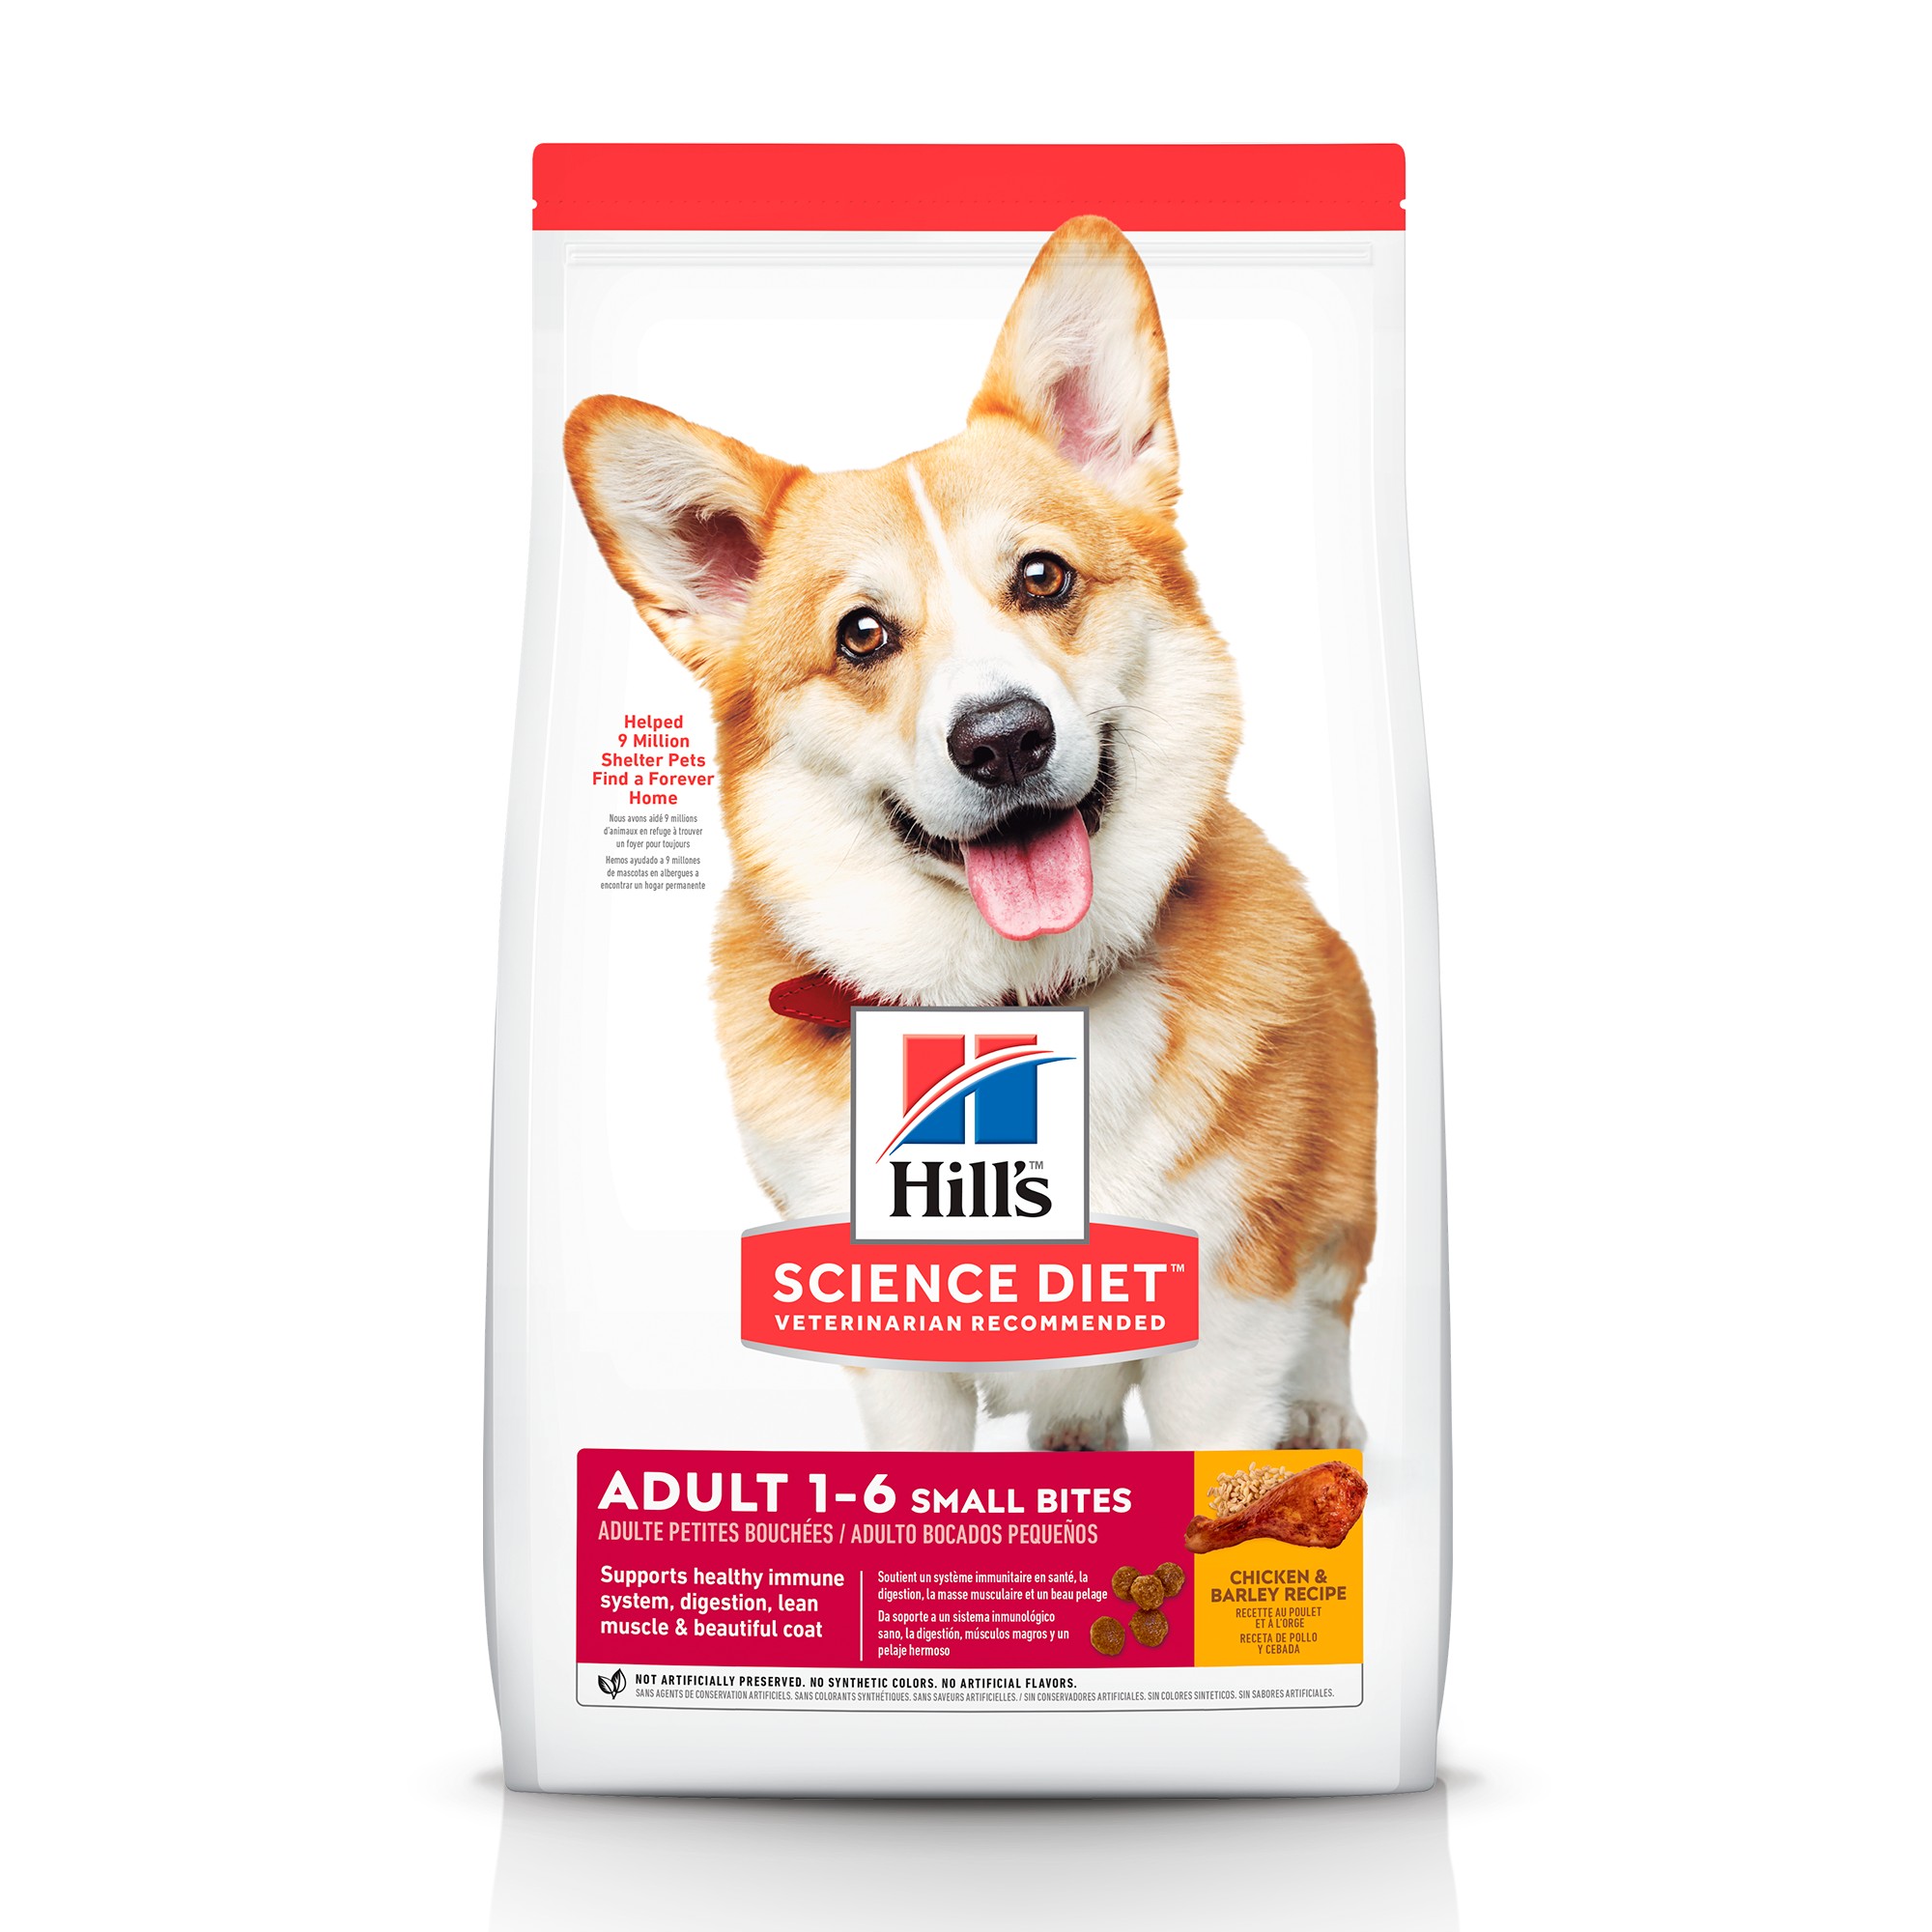 Helped
9 Million
Shelter Pets
Find a Forever
Home
Nous avons aidé 9 millions
d'animaux en refuge à trouver
un foyer pour toujours
Hemos ayudado a 9 millones
de mascotas en albergues a
encontrar un hogar permanente
Hill's™
SCIENCE DIET™
VETERINARIAN RECOMMENDED
ADULT 1-6 SMALL BITES
ADULTE PETITES BOUCHÉES / ADULTO BOCADOS PEQUEÑOS
Supports healthy immune
system, digestion, lean
muscle & beautiful coat
Soutient un système immunitaire en santé, la
digestion, la masse musculaire et un beau pelage
Da soporte a un sistema inmunológico
sano, la digestión, músculos magros y un
pelaje hermoso
CHICKEN &
BARLEY RECIPE
RECETTE AU POULET
ET À L'ORGE
RECETA DE POLLO
Y CEBADA
NOT ARTIFICIALLY PRESERVED. NO SYNTHETIC COLORS. NO ARTIFICIAL FLAVORS.
SANS AGENTS DE CONSERVATION ARTIFICIELS. SANS COLORANTS SYNTHÉTIQUES. SANS SAVEURS ARTIFICIELLES. / SIN CONSERVADORES ARTIFICIALES. SIN COLORES SINTETICOS. SIN SABORES ARTIFICIALES.